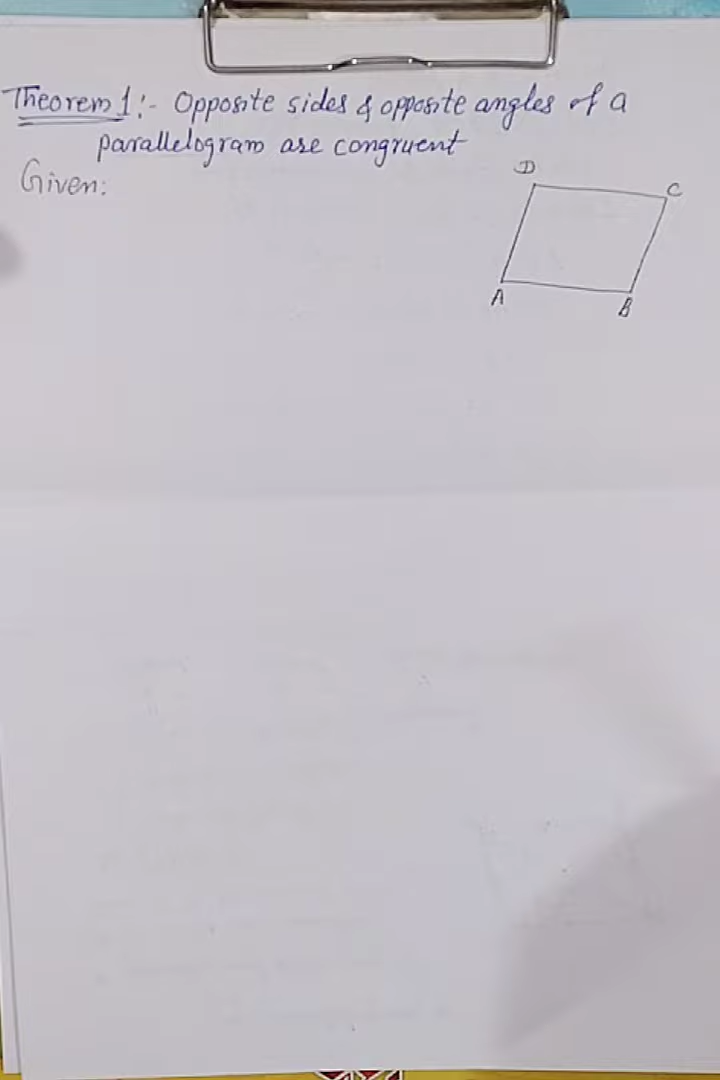 Theorem 1:- Opposite sides & opposite angles of a
parallelogram are congruent
Given:
D
C
A
B